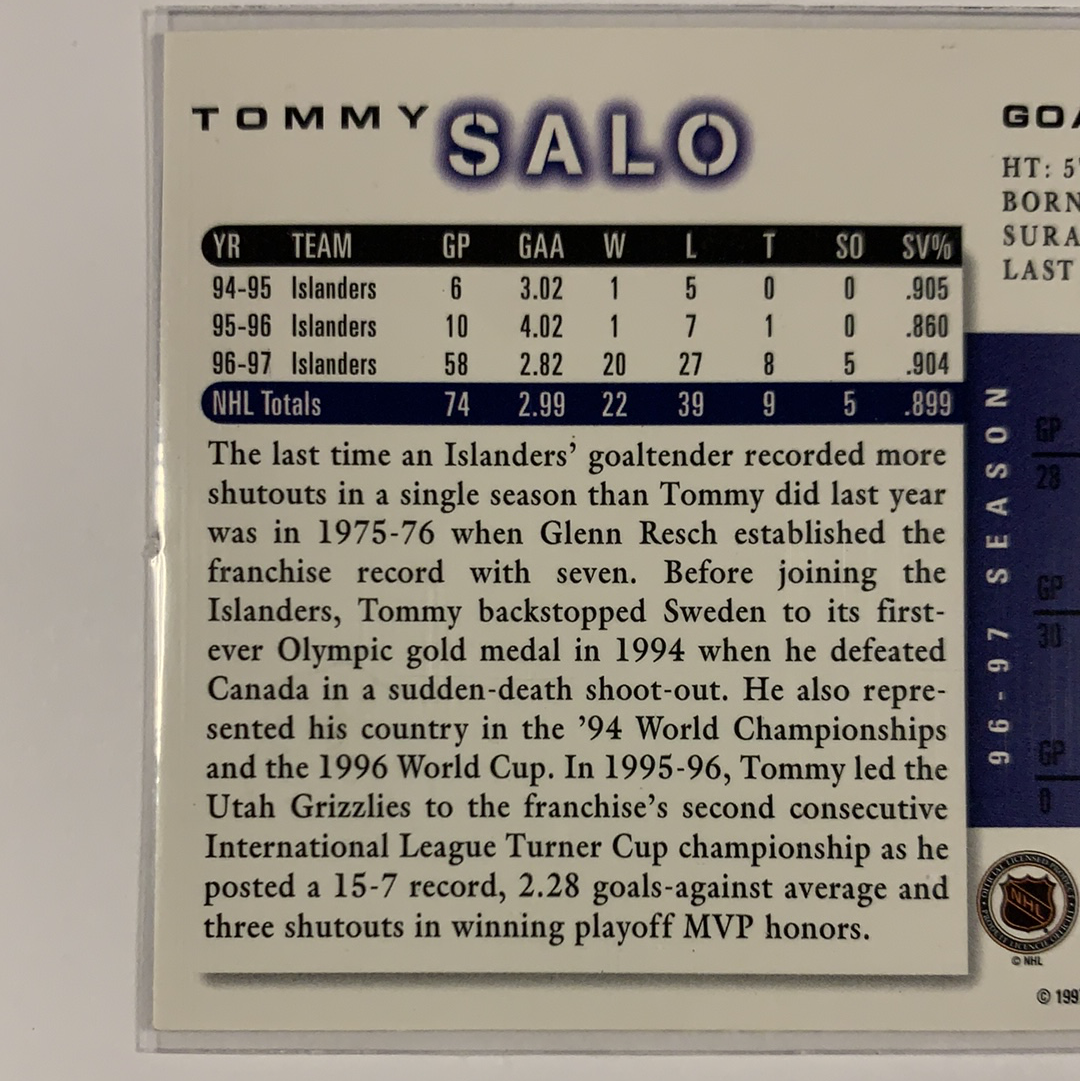 TOMMY SALO
YR TEAM GP GAA W L T SO SV%
94-95 Islanders 6 3.02 1 5 0 0 .905
95-96 Islanders 10 4.02 1 7 1 0 .860
96-97 Islanders 58 2.82 20 27 8 5 .904
NHL Totals 74 2.99 22 39 9 5 .899
The last time an Islanders' goaltender recorded more
shutouts in a single season than Tommy did last year
was in 1975-76 when Glenn Resch established the
franchise record with seven. Before joining the
Islanders, Tommy backstopped Sweden to its first-
ever Olympic gold medal in 1994 when he defeated
Canada in a sudden-death shoot-out. He also repre-
sented his country in the '94 World Championships
and the 1996 World Cup. In 1995-96, Tommy led the
Utah Grizzlies to the franchise's second consecutive
International League Turner Cup championship as he
posted a 15-7 record, 2.28 goals-against average and
three shutouts in winning playoff MVP honors.
GOA
HT: 5'
BORN
SURA
LAST
96-97 SEASON
GP
28
GP
30
GP
0
NHL
© NHL
© 199